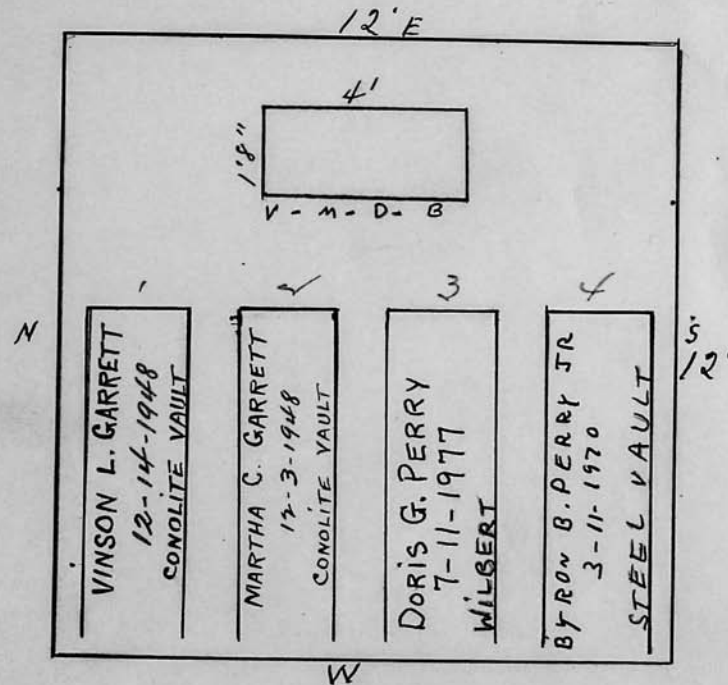 12' E
4'
1'8"
V - M - D - B
N
S
12'
1
2
3
4
VINSON L. GARRETT
12-14-1948
CONOLITE VAULT
MARTHA C. GARRETT
12-3-1948
CONOLITE VAULT
DORIS G. PERRY
7-11-1977
WILBERT
BYRON B. PERRY JR
3-11-1970
STEEL VAULT
W